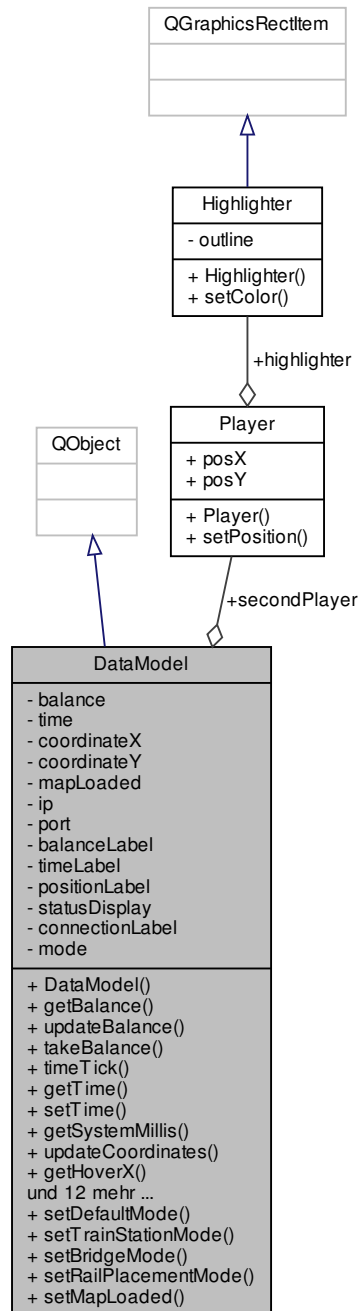 QGraphicsRectItem
Highlighter
- outline
+ Highlighter()
+ setColor()
+highlighter
Player
+ posX
+ posY
+ Player()
+ setPosition()
QObject
+secondPlayer
DataModel
- balance
- time
- coordinateX
- coordinateY
- mapLoaded
- ip
- port
- balanceLabel
- timeLabel
- positionLabel
- statusDisplay
- connectionLabel
- mode
+ DataModel()
+ getBalance()
+ updateBalance()
+ takeBalance()
+ timeTick()
+ getTime()
+ setTime()
+ getSystemMillis()
+ updateCoordinates()
+ getHoverX()
und 12 mehr ...
+ setDefaultMode()
+ setTrainStationMode()
+ setBridgeMode()
+ setRailPlacementMode()
+ setMapLoaded()